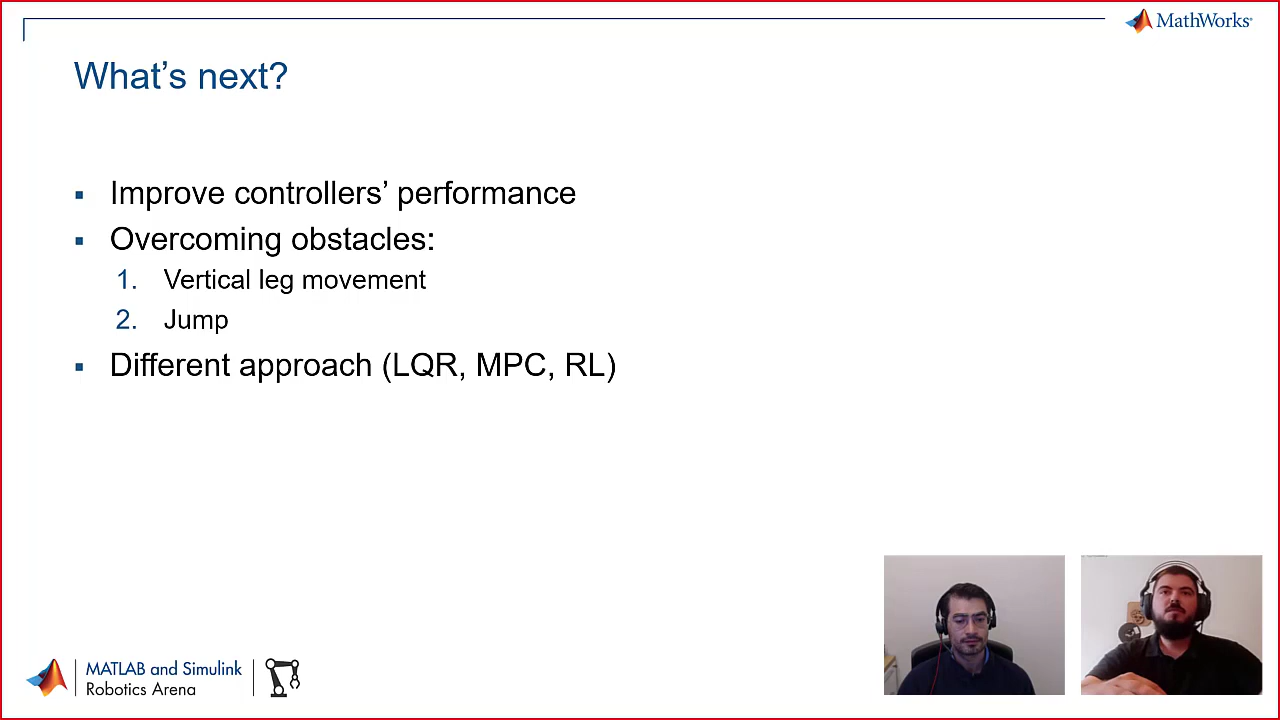 MathWorks®
What’s next?
▪ Improve controllers’ performance
▪ Overcoming obstacles:
1. Vertical leg movement
2. Jump
▪ Different approach (LQR, MPC, RL)
MATLAB and Simulink
Robotics Arena